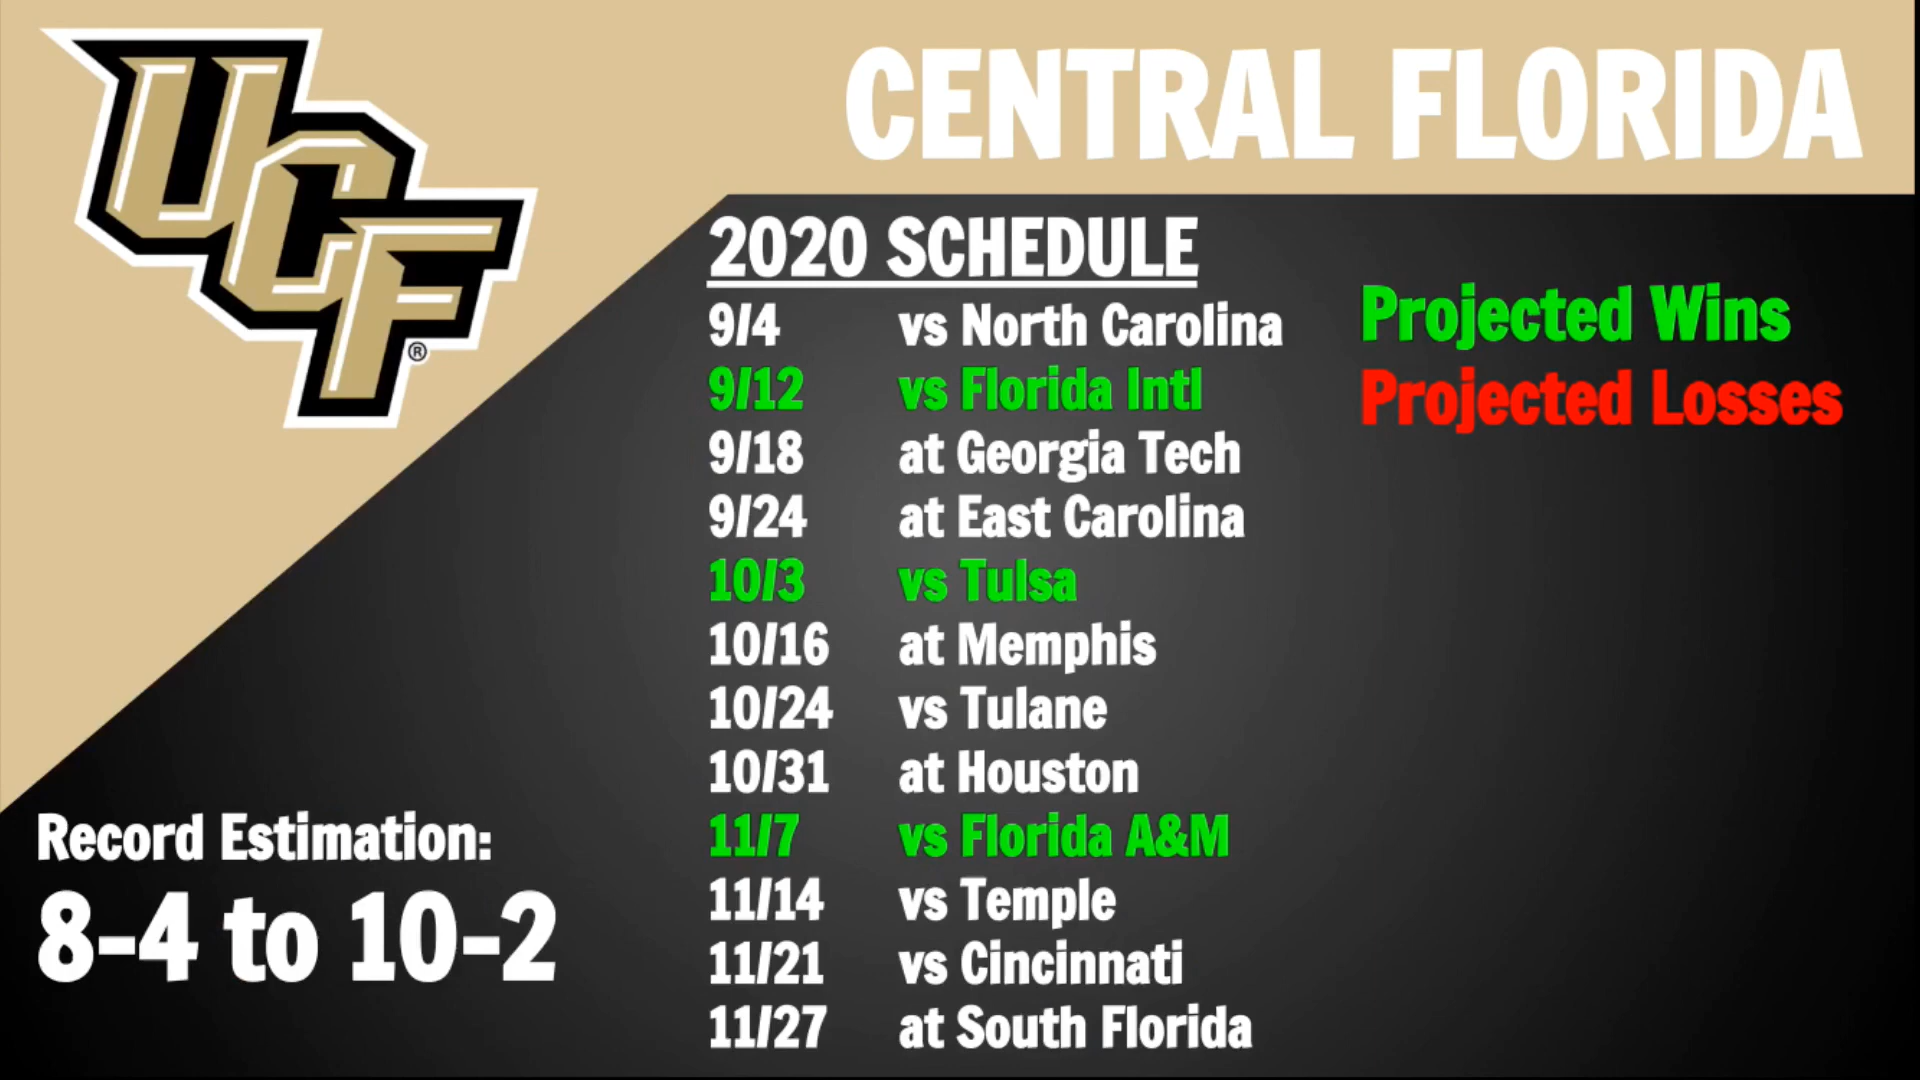 UCF
®
CENTRAL FLORIDA
2020 SCHEDULE
9/4 vs North Carolina
9/12 vs Florida Intl
9/18 at Georgia Tech
9/24 at East Carolina
10/3 vs Tulsa
10/16 at Memphis
10/24 vs Tulane
10/31 at Houston
11/7 vs Florida A&M
11/14 vs Temple
11/21 vs Cincinnati
11/27 at South Florida
Projected Wins
Projected Losses
Record Estimation:
8-4 to 10-2